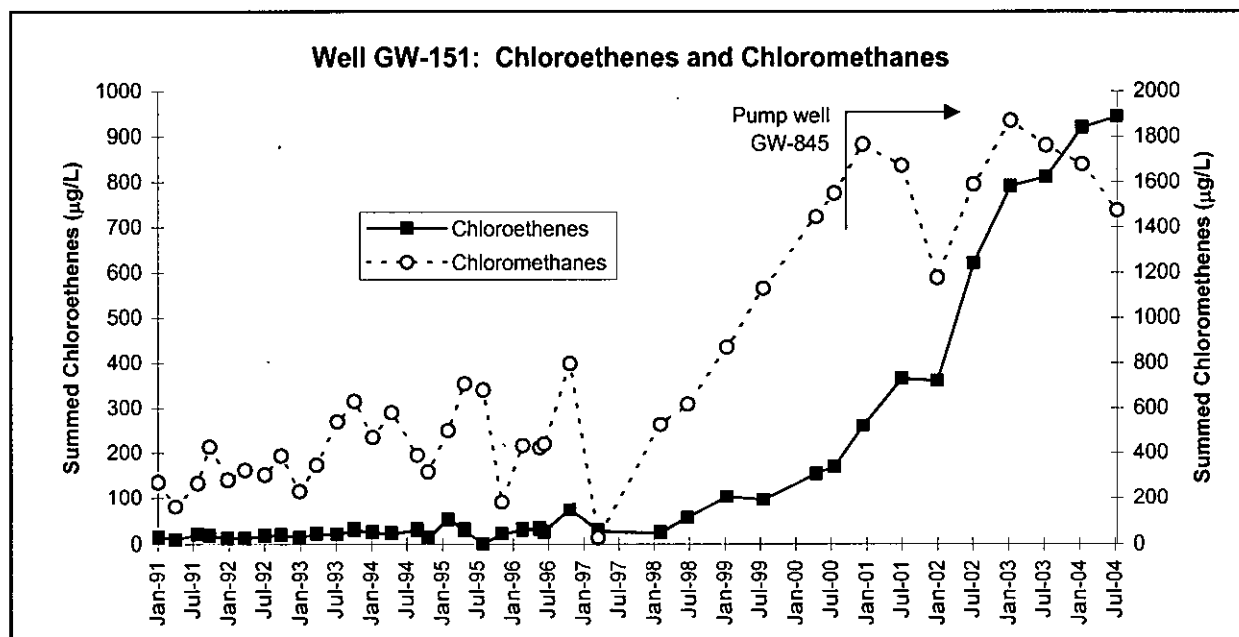 Well GW-151: Chloroethenes and Chloromethanes
Summed Chloroethenes (µg/L)
1000
900
800
700
600
500
400
300
200
100
0
Pump well
GW-845
Chloroethenes
Chloromethanes
2000
1800
1600
1400
1200
1000
800
600
400
200
0
Summed Chloromethenes (µg/L)
Jan-91
Jul-91
Jan-92
Jul-92
Jan-93
Jul-93
Jan-94
Jul-94
Jan-95
Jul-95
Jan-96
Jul-96
Jan-97
Jul-97
Jan-98
Jul-98
Jan-99
Jul-99
Jan-00
Jul-00
Jan-01
Jul-01
Jan-02
Jul-02
Jan-03
Jul-03
Jan-04
Jul-04